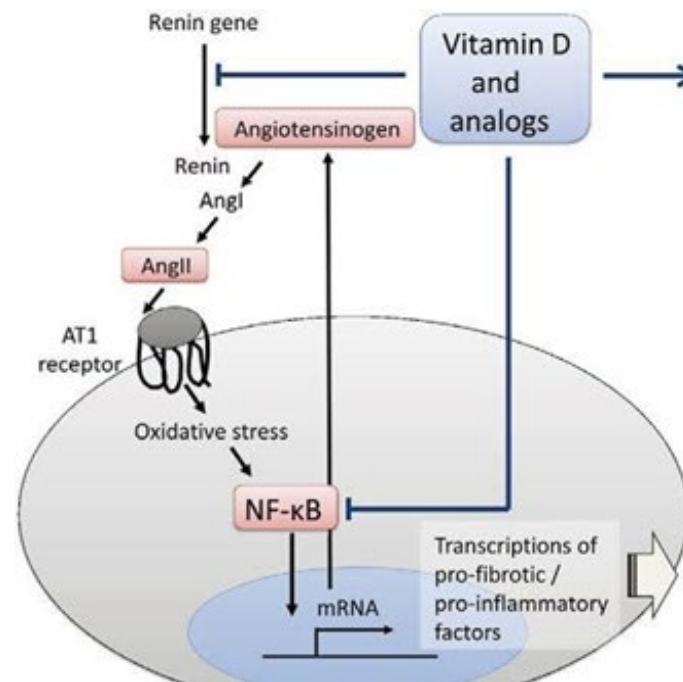 Renin gene
Vitamin D
and
analogs
Angiotensinogen
Renin
AngI
AngII
AT1
receptor
Oxidative stress
NF-κB
Transcriptions of
pro-fibrotic /
pro-inflammatory
factors
mRNA